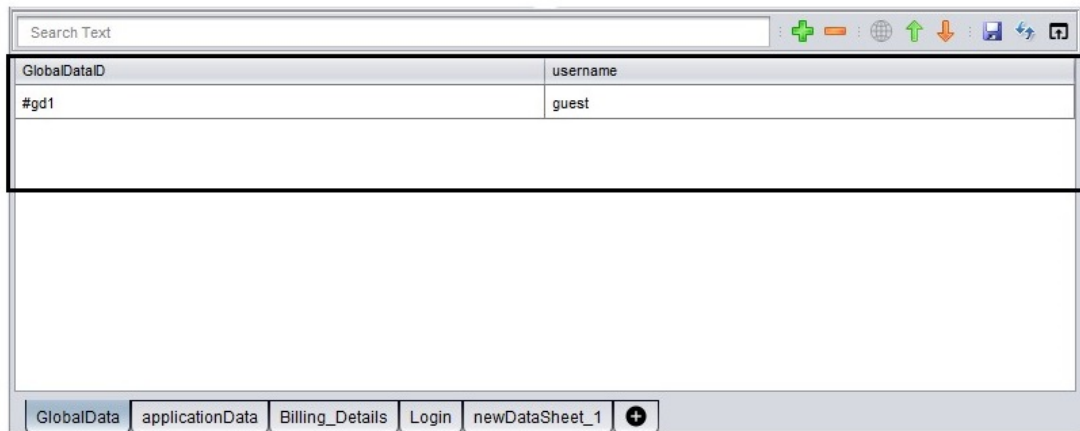 Search Text
GlobalDataID username
#gd1 guest
GlobalData applicationData Billing_Details Login newDataSheet_1